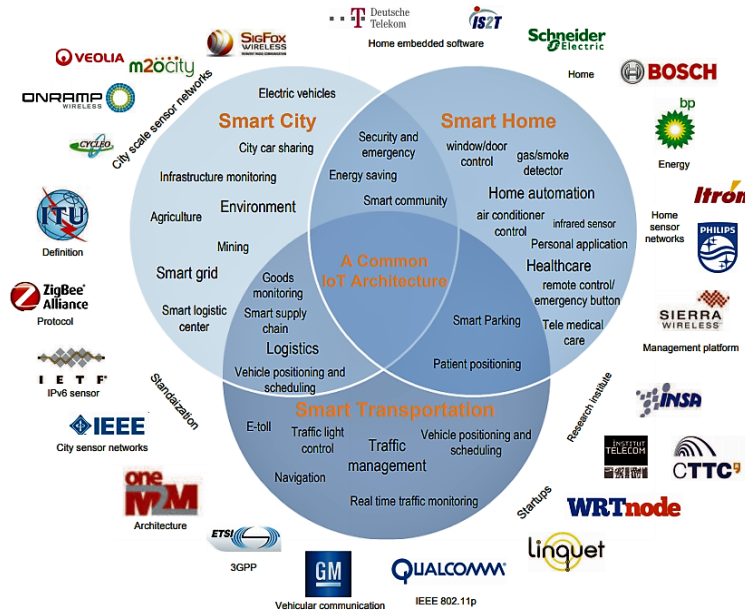 Deutsche
Telekom
IS2T
Home embedded software
SIGFOX
WIRELESS
Schneider
Electric
VEOLIA
m2ocity
Home
BOSCH
ONRAMP
WIRELESS
City scale sensor networks
Electric vehicles
bp
Smart City
Smart Home
Energy
CYCLEO
City car sharing
Security and
emergency
window/door
control
gas/smoke
detector
Infrastructure monitoring
Energy saving
Home automation
Itron
ITU
Environment
Smart community
Agriculture
air conditioner
control
infrared sensor
Home
sensor
networks
PHILIPS
Definition
Mining
Personal application
A Common
IoT Architecture
Smart grid
Goods
monitoring
Healthcare
remote control/
emergency button
ZigBee
Alliance
Protocol
Smart logistic
center
Smart supply
chain
Smart Parking
Tele medical
care
SIERRA
WIRELESS
Management platform
Logistics
IETF
IPv6 sensor
Vehicle positioning and
scheduling
Patient positioning
Standaization
Research institute
INSA
Smart Transportation
IEEE
City sensor networks
E-toll
Traffic light
control
Traffic
management
Vehicle positioning and
scheduling
INSTITUT
TELECOM
CTTC
Navigation
one
M2M
Architecture
Real time traffic monitoring
Startups
WRTnode
ETSI
3GPP
linquet
GM
Vehicular communication
QUALCOMM
IEEE 802.11p